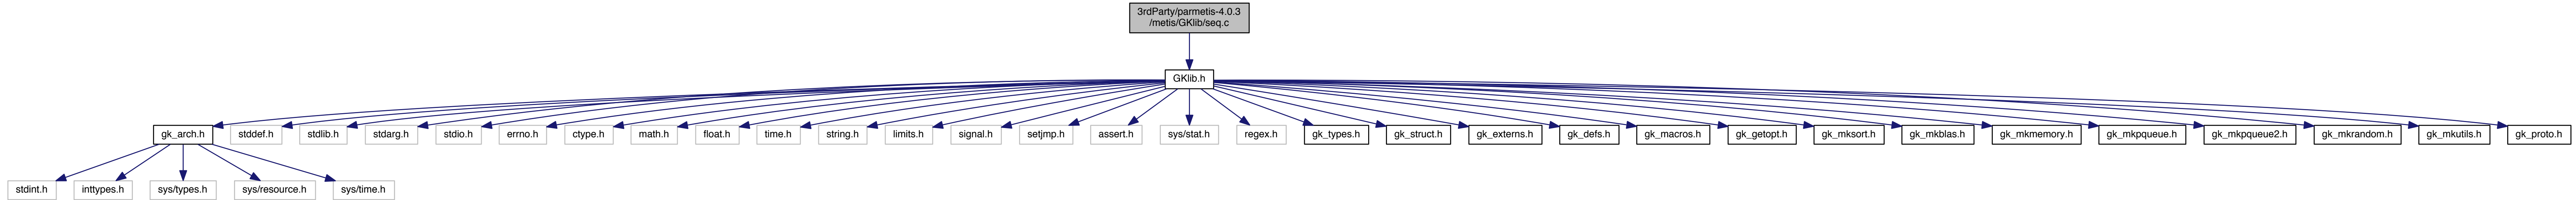 3rdParty/parmetis-4.0.3
/metis/GKlib/seq.c
GKlib.h
gk_arch.h
stddef.h
stdlib.h
stdarg.h
stdio.h
errno.h
ctype.h
math.h
float.h
time.h
string.h
limits.h
signal.h
setjmp.h
assert.h
sys/stat.h
regex.h
gk_types.h
gk_struct.h
gk_externs.h
gk_defs.h
gk_macros.h
gk_getopt.h
gk_mksort.h
gk_mkblas.h
gk_mkmemory.h
gk_mkpqueue.h
gk_mkpqueue2.h
gk_mkrandom.h
gk_mkutils.h
gk_proto.h
stdint.h
inttypes.h
sys/types.h
sys/resource.h
sys/time.h